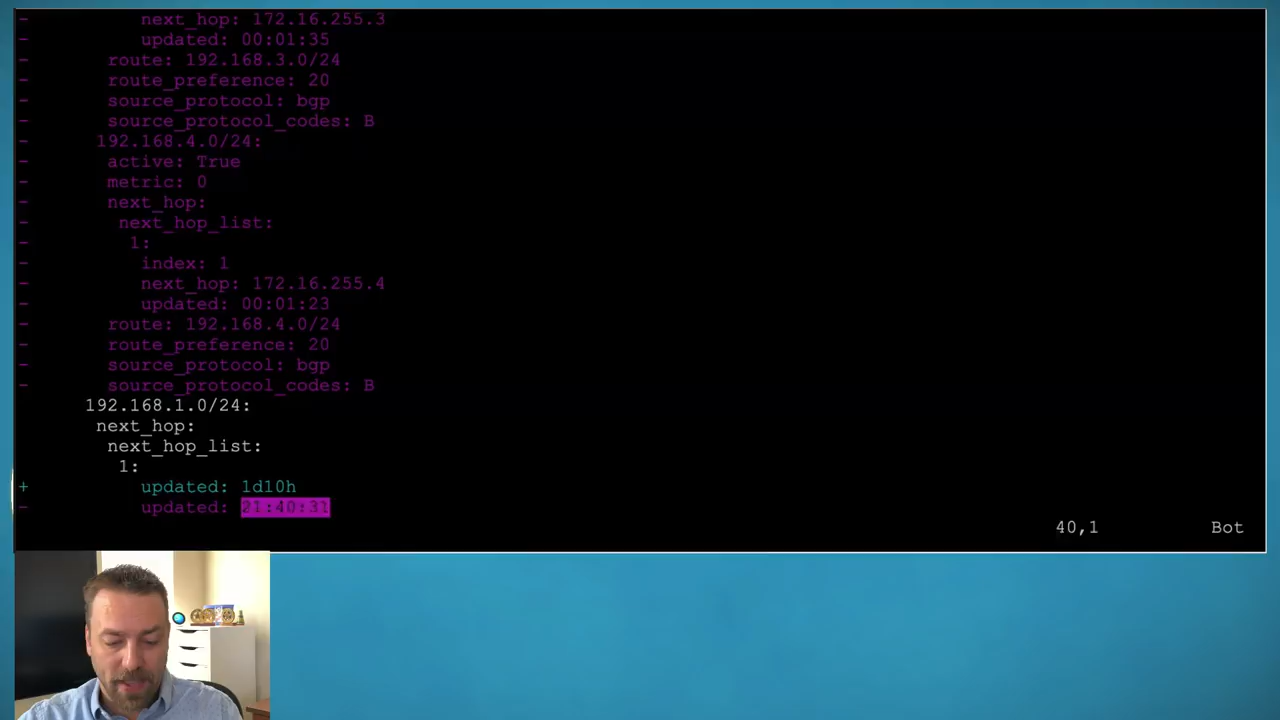 -           next_hop: 172.16.255.3
-           updated: 00:01:35
-        route: 192.168.3.0/24
-        route_preference: 20
-        source_protocol: bgp
-        source_protocol_codes: B
-       192.168.4.0/24:
-        active: True
-        metric: 0
-        next_hop:
-         next_hop_list:
-          1:
-           index: 1
-           next_hop: 172.16.255.4
-           updated: 00:01:23
-        route: 192.168.4.0/24
-        route_preference: 20
-        source_protocol: bgp
-        source_protocol_codes: B
      192.168.1.0/24:
       next_hop:
        next_hop_list:
         1:
+           updated: 1d10h
-           updated: 21:40:31
40,1 Bot